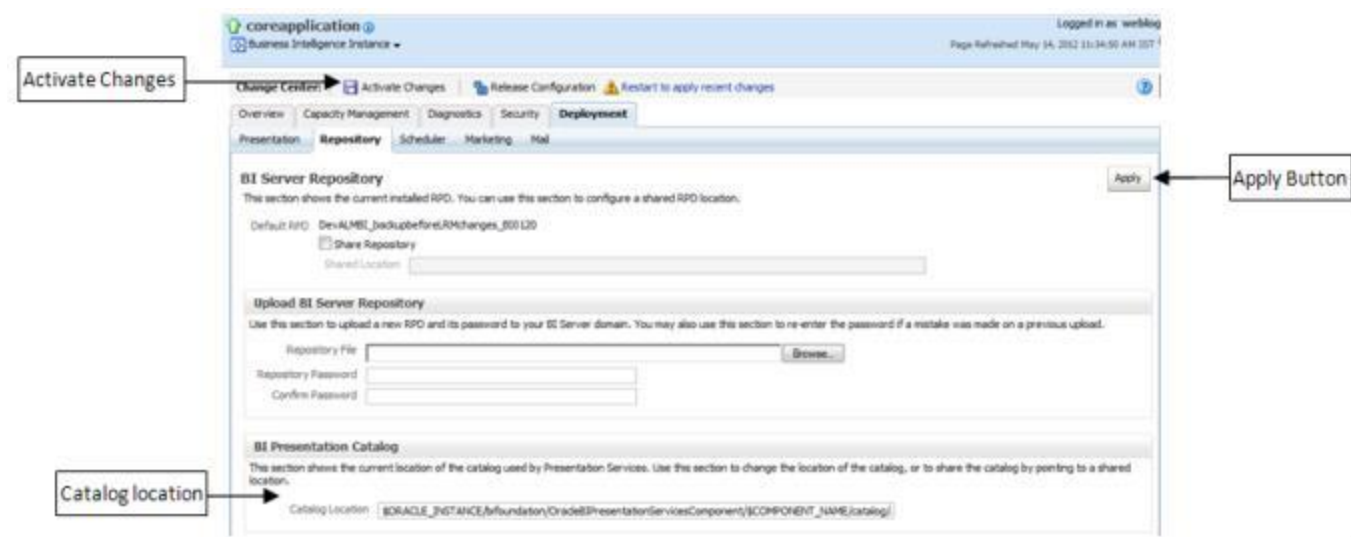 coreapplication
Logged in as weblog
Business Intelligence Instance
Page Refreshed May 14, 2012 11:34:50 AM IST
Activate Changes
Change Center: Activate Changes Release Configuration Restart to apply recent changes
Overview Capacity Management Diagnostics Security Deployment
Presentation Repository Scheduler Marketing Mail
BI Server Repository
Apply
Apply Button
This section shows the current installed RPD. You can use this section to configure a shared RPD location.
Default RPD DevALMBI_backupbeforeLRMchanges_BI0120
Share Repository
Shared Location
Upload BI Server Repository
Use this section to upload a new RPD and its password to your BI Server domain. You may also use this section to re-enter the password if a mistake was made on a previous upload.
Repository File Browse...
Repository Password
Confirm Password
BI Presentation Catalog
This section shows the current location of the catalog used by Presentation Services. Use this section to change the location of the catalog, or to share the catalog by pointing to a shared
location.
Catalog location
Catalog Location $ORACLE_INSTANCE/bifoundation/OracleBIPresentationServicesComponent/$COMPONENT_NAME/catalog/